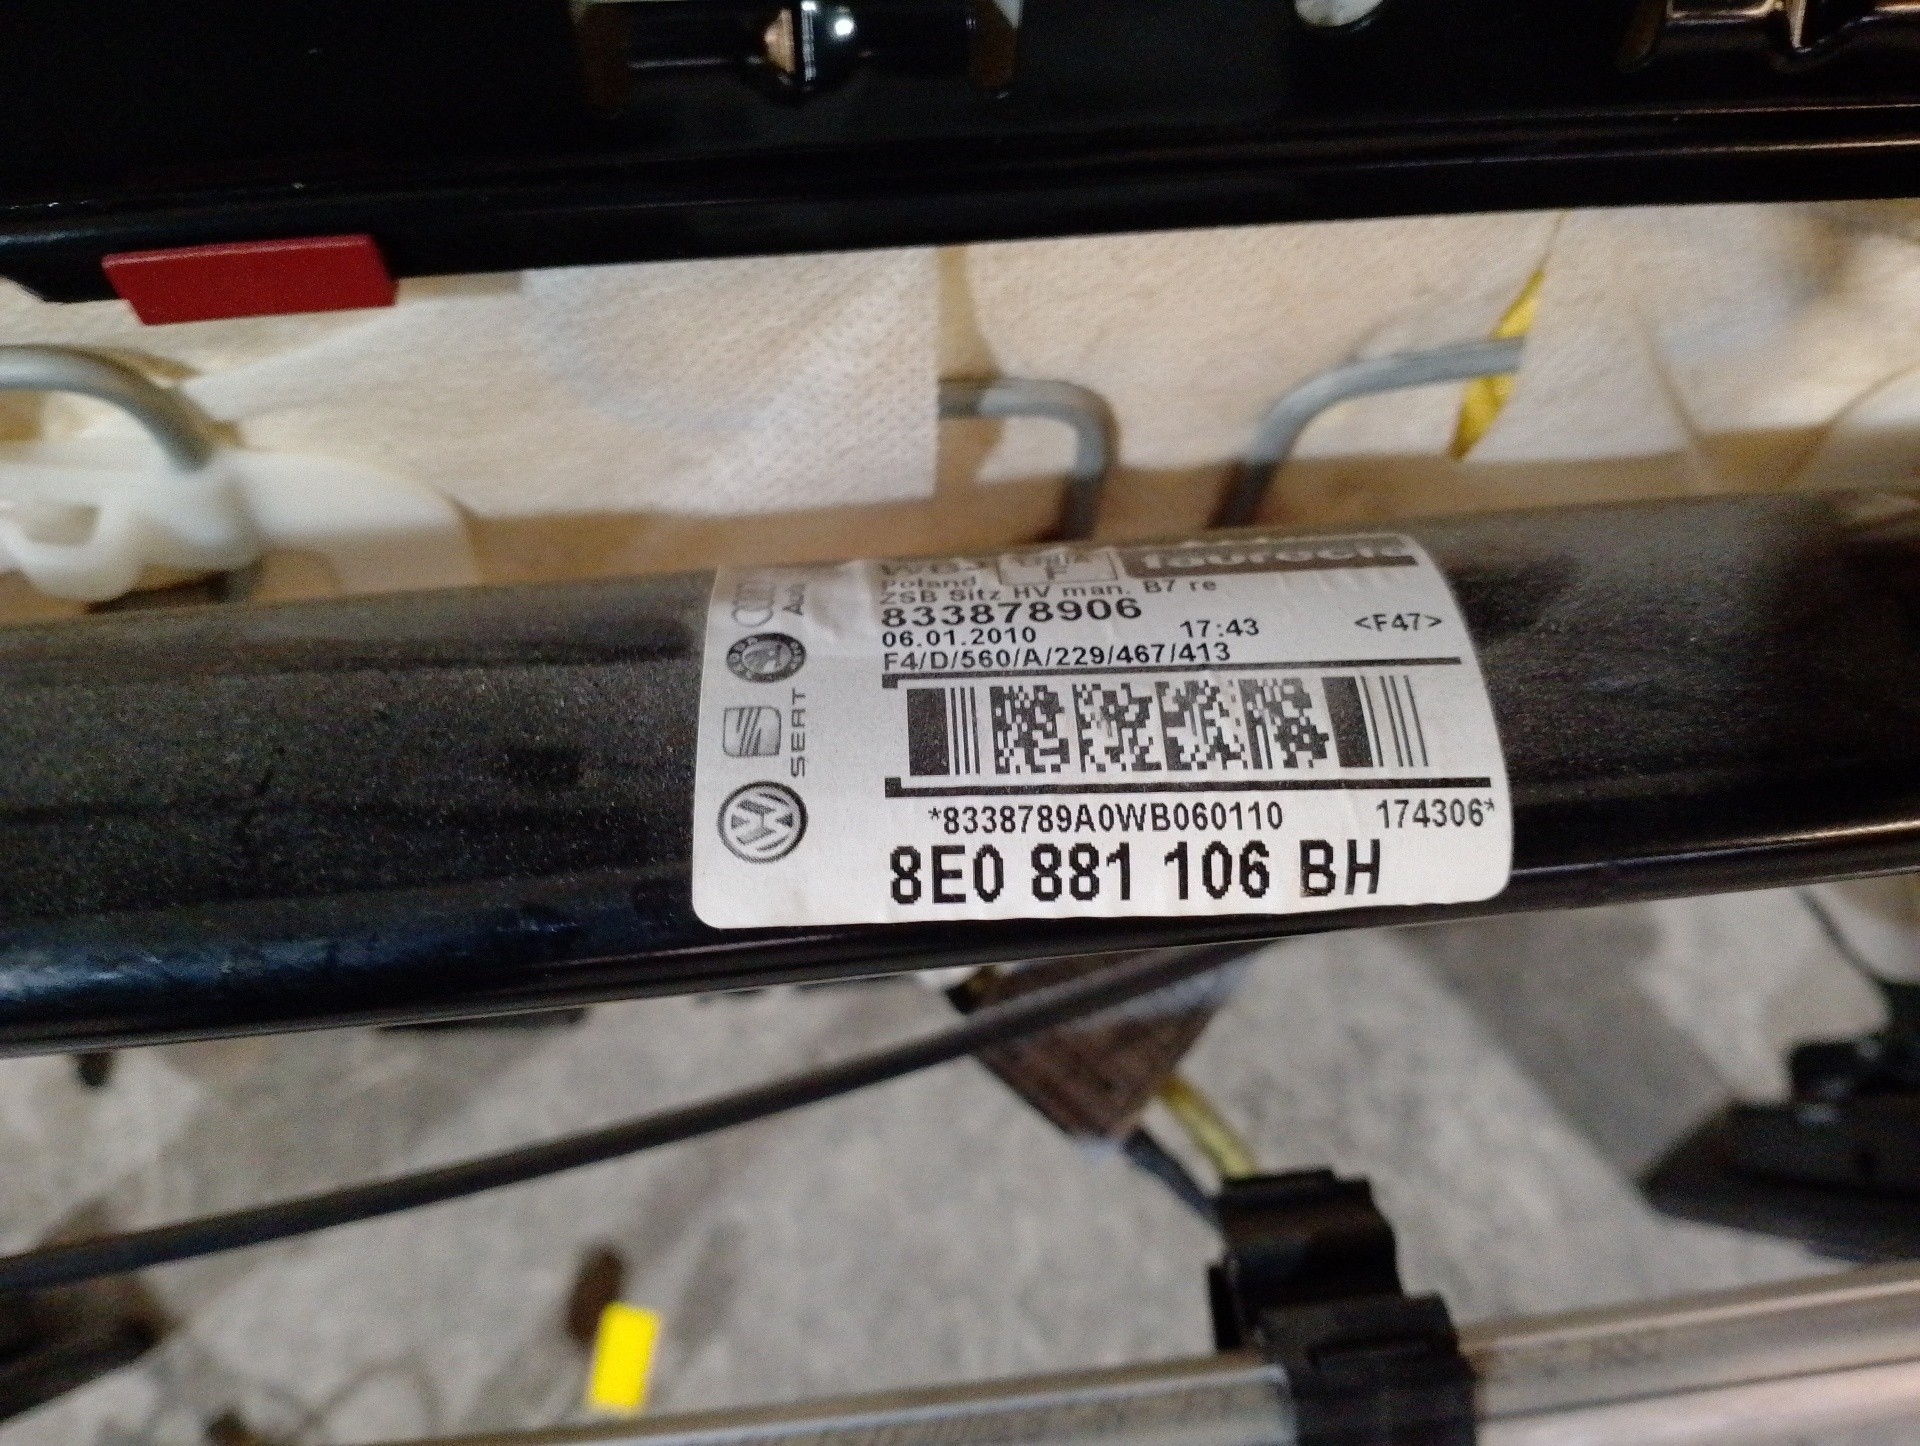 Poland
F
faurecia
ZSB Sitz HV man. B7 re
833878906
06.01.2010 17:43 <F47>
F4/D/560/A/229/467/413
SEAT
*8338789A0WB060110 174306*
8E0 881 106 BH